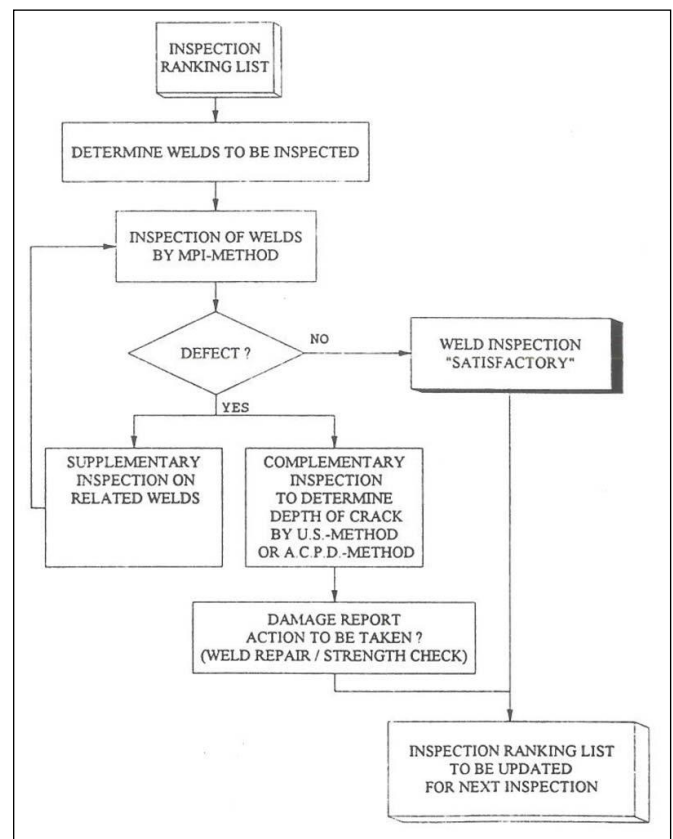 INSPECTION
RANKING LIST
DETERMINE WELDS TO BE INSPECTED
INSPECTION OF WELDS
BY MPI-METHOD
DEFECT ?
NO
WELD INSPECTION
"SATISFACTORY"
YES
SUPPLEMENTARY
INSPECTION ON
RELATED WELDS
COMPLEMENTARY
INSPECTION
TO DETERMINE
DEPTH OF CRACK
BY U.S.-METHOD
OR A.C.P.D.-METHOD
DAMAGE REPORT
ACTION TO BE TAKEN ?
(WELD REPAIR / STRENGTH CHECK)
INSPECTION RANKING LIST
TO BE UPDATED
FOR NEXT INSPECTION